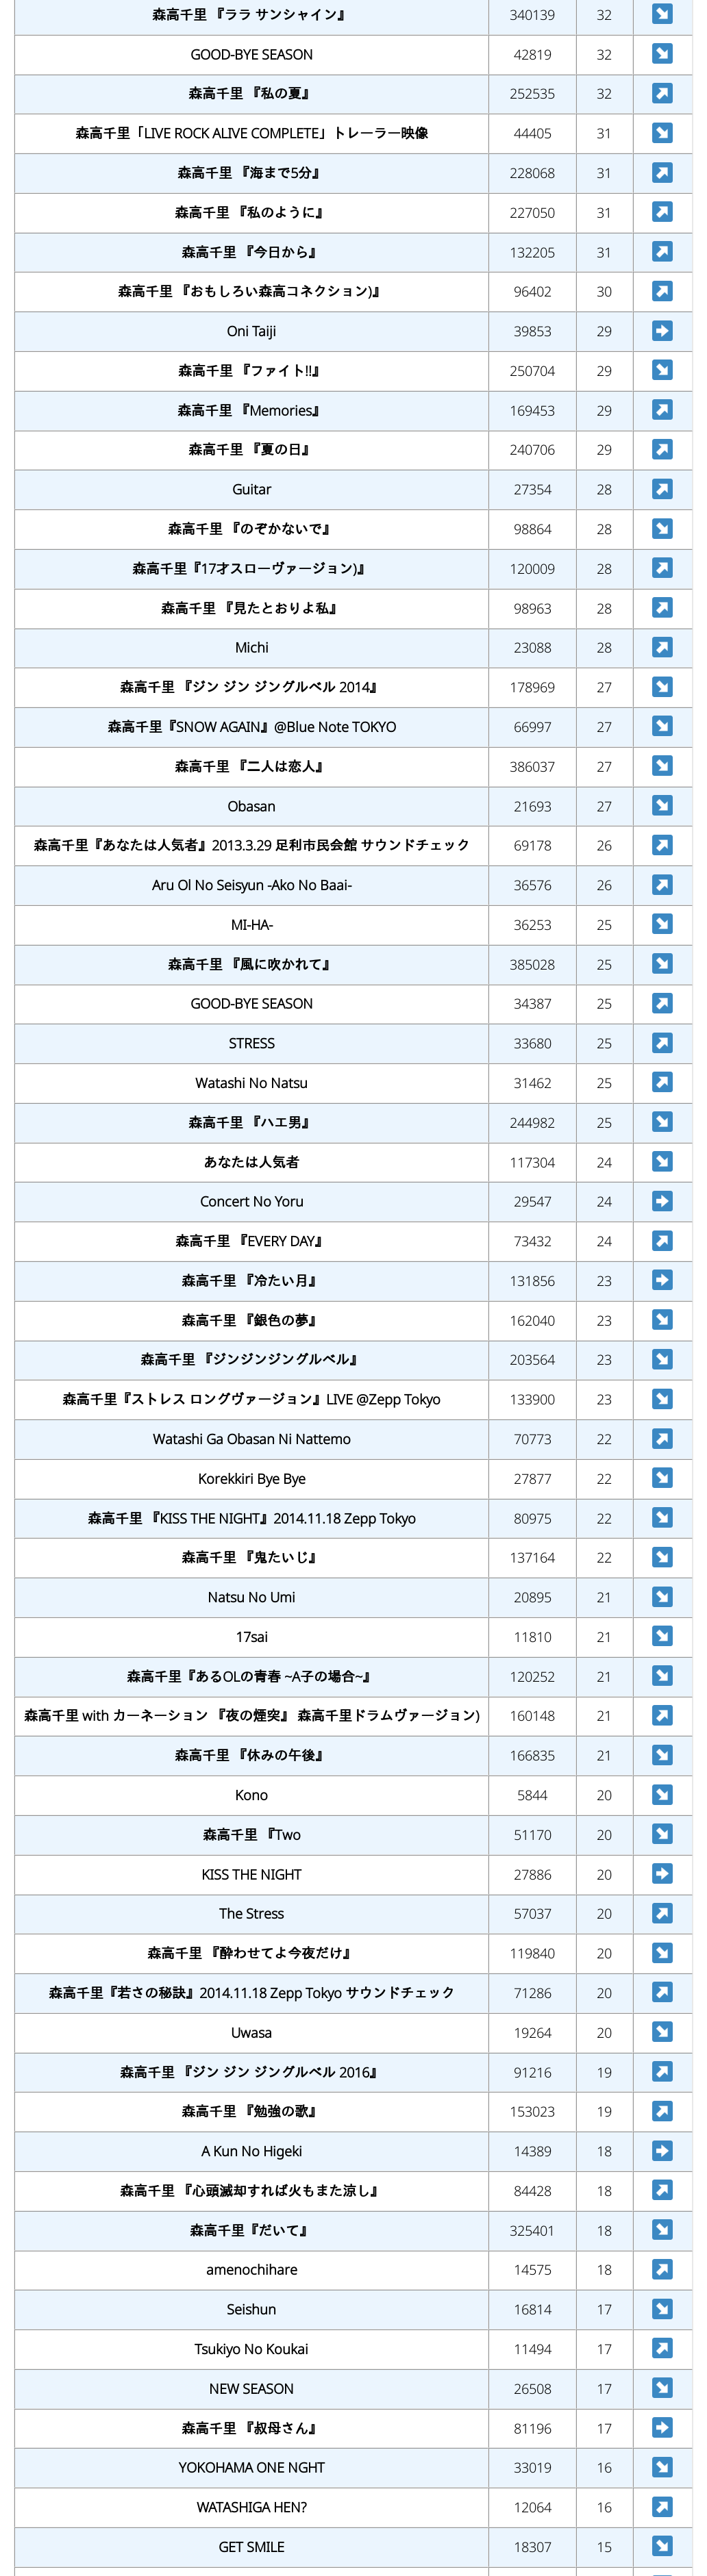 森高千里 『ララ サンシャイン』 340139 32 ↘
GOOD-BYE SEASON 42819 32 ↘
森高千里 『私の夏』 252535 32 ↗
森高千里「LIVE ROCK ALIVE COMPLETE」トレーラー映像 44405 31 ↘
森高千里 『海まで5分』 228068 31 ↗
森高千里 『私のように』 227050 31 ↗
森高千里 『今日から』 132205 31 ↗
森高千里 『おもしろい森高コネクション)』 96402 30 ↗
Oni Taiji 39853 29 ➡
森高千里 『ファイト!!』 250704 29 ↘
森高千里 『Memories』 169453 29 ↗
森高千里 『夏の日』 240706 29 ↗
Guitar 27354 28 ↗
森高千里 『のぞかないで』 98864 28 ↘
森高千里『17才スローヴァージョン)』 120009 28 ↗
森高千里 『見たとおりよ私』 98963 28 ↗
Michi 23088 28 ↗
森高千里 『ジン ジン ジングルベル 2014』 178969 27 ↘
森高千里『SNOW AGAIN』@Blue Note TOKYO 66997 27 ↘
森高千里 『二人は恋人』 386037 27 ↘
Obasan 21693 27 ↘
森高千里『あなたは人気者』2013.3.29 足利市民会館 サウンドチェック 69178 26 ↗
Aru Ol No Seisyun -Ako No Baai- 36576 26 ↗
MI-HA- 36253 25 ↘
森高千里 『風に吹かれて』 385028 25 ↘
GOOD-BYE SEASON 34387 25 ↗
STRESS 33680 25 ↗
Watashi No Natsu 31462 25 ↗
森高千里 『ハエ男』 244982 25 ↘
あなたは人気者 117304 24 ↘
Concert No Yoru 29547 24 ➡
森高千里 『EVERY DAY』 73432 24 ↗
森高千里 『冷たい月』 131856 23 ➡
森高千里 『銀色の夢』 162040 23 ↘
森高千里 『ジンジンジングルベル』 203564 23 ↘
森高千里『ストレス ロングヴァージョン』LIVE @Zepp Tokyo 133900 23 ↘
Watashi Ga Obasan Ni Nattemo 70773 22 ↗
Korekkiri Bye Bye 27877 22 ↘
森高千里 『KISS THE NIGHT』2014.11.18 Zepp Tokyo 80975 22 ↘
森高千里 『鬼たいじ』 137164 22 ↘
Natsu No Umi 20895 21 ↘
17sai 11810 21 ↘
森高千里『あるOLの青春 ~A子の場合~』 120252 21 ↘
森高千里 with カーネーション 『夜の煙突』 森高千里ドラムヴァージョン) 160148 21 ↗
森高千里 『休みの午後』 166835 21 ↘
Kono 5844 20 ↘
森高千里 『Two 51170 20 ↘
KISS THE NIGHT 27886 20 ➡
The Stress 57037 20 ↗
森高千里 『酔わせてよ今夜だけ』 119840 20 ↘
森高千里『若さの秘訣』2014.11.18 Zepp Tokyo サウンドチェック 71286 20 ↗
Uwasa 19264 20 ↘
森高千里 『ジン ジン ジングルベル 2016』 91216 19 ↗
森高千里 『勉強の歌』 153023 19 ↗
A Kun No Higeki 14389 18 ➡
森高千里 『心頭滅却すれば火もまた涼し』 84428 18 ↗
森高千里『だいて』 325401 18 ↘
amenochihare 14575 18 ↗
Seishun 16814 17 ↘
Tsukiyo No Koukai 11494 17 ↗
NEW SEASON 26508 17 ↘
森高千里 『叔母さん』 81196 17 ➡
YOKOHAMA ONE NGHT 33019 16 ↘
WATASHIGA HEN? 12064 16 ↗
GET SMILE 18307 15 ↘